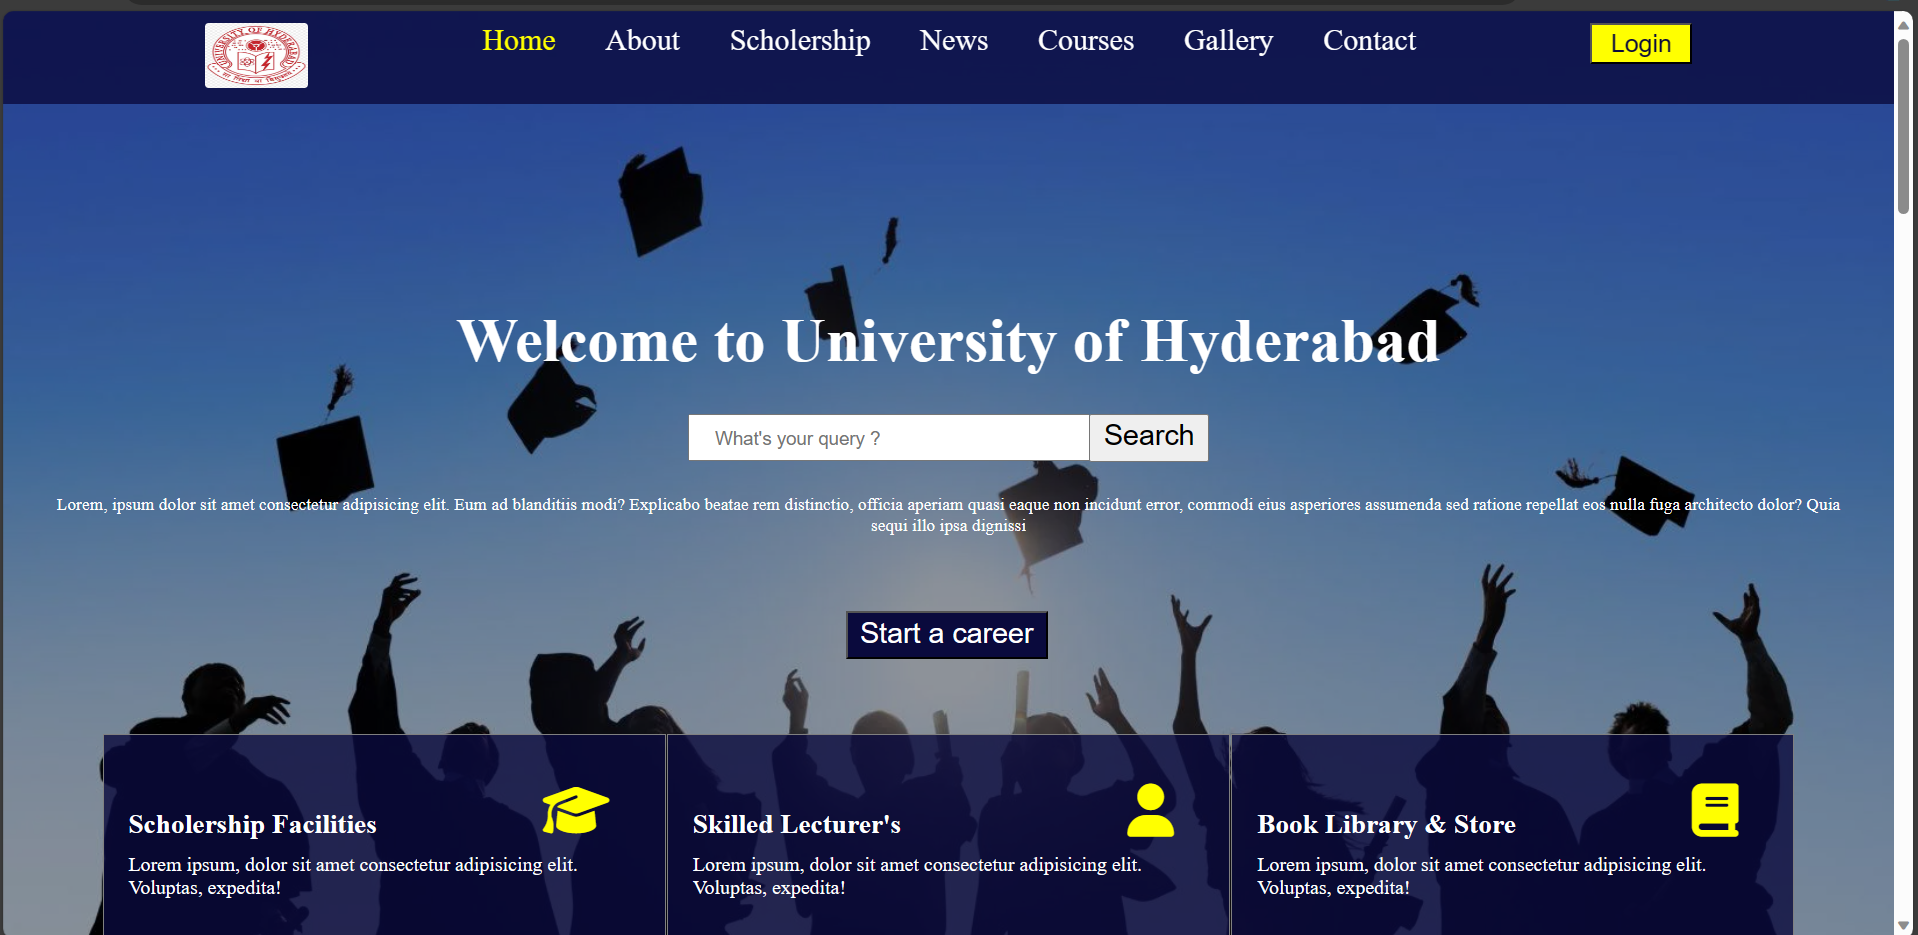 UNIVERSITY OF HYDERABAD
Home About Scholership News Courses Gallery Contact
Login
Welcome to University of Hyderabad
What's your query ? Search
Lorem, ipsum dolor sit amet consectetur adipisicing elit. Eum ad blanditiis modi? Explicabo beatae rem distinctio, officia aperiam quasi eaque non incidunt error, commodi eius asperiores assumenda sed ratione repellat eos nulla fuga architecto dolor? Quia
sequi illo ipsa dignissi
Start a career
Scholership Facilities
Lorem ipsum, dolor sit amet consectetur adipisicing elit.
Voluptas, expedita!
Skilled Lecturer's
Lorem ipsum, dolor sit amet consectetur adipisicing elit.
Voluptas, expedita!
Book Library & Store
Lorem ipsum, dolor sit amet consectetur adipisicing elit.
Voluptas, expedita!